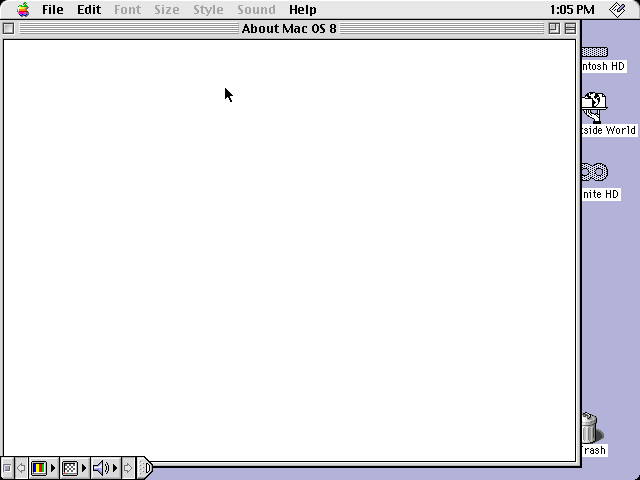 File Edit Font Size Style Sound Help 1:05 PM
About Mac OS 8
ntosh HD
side World
nite HD
Trash